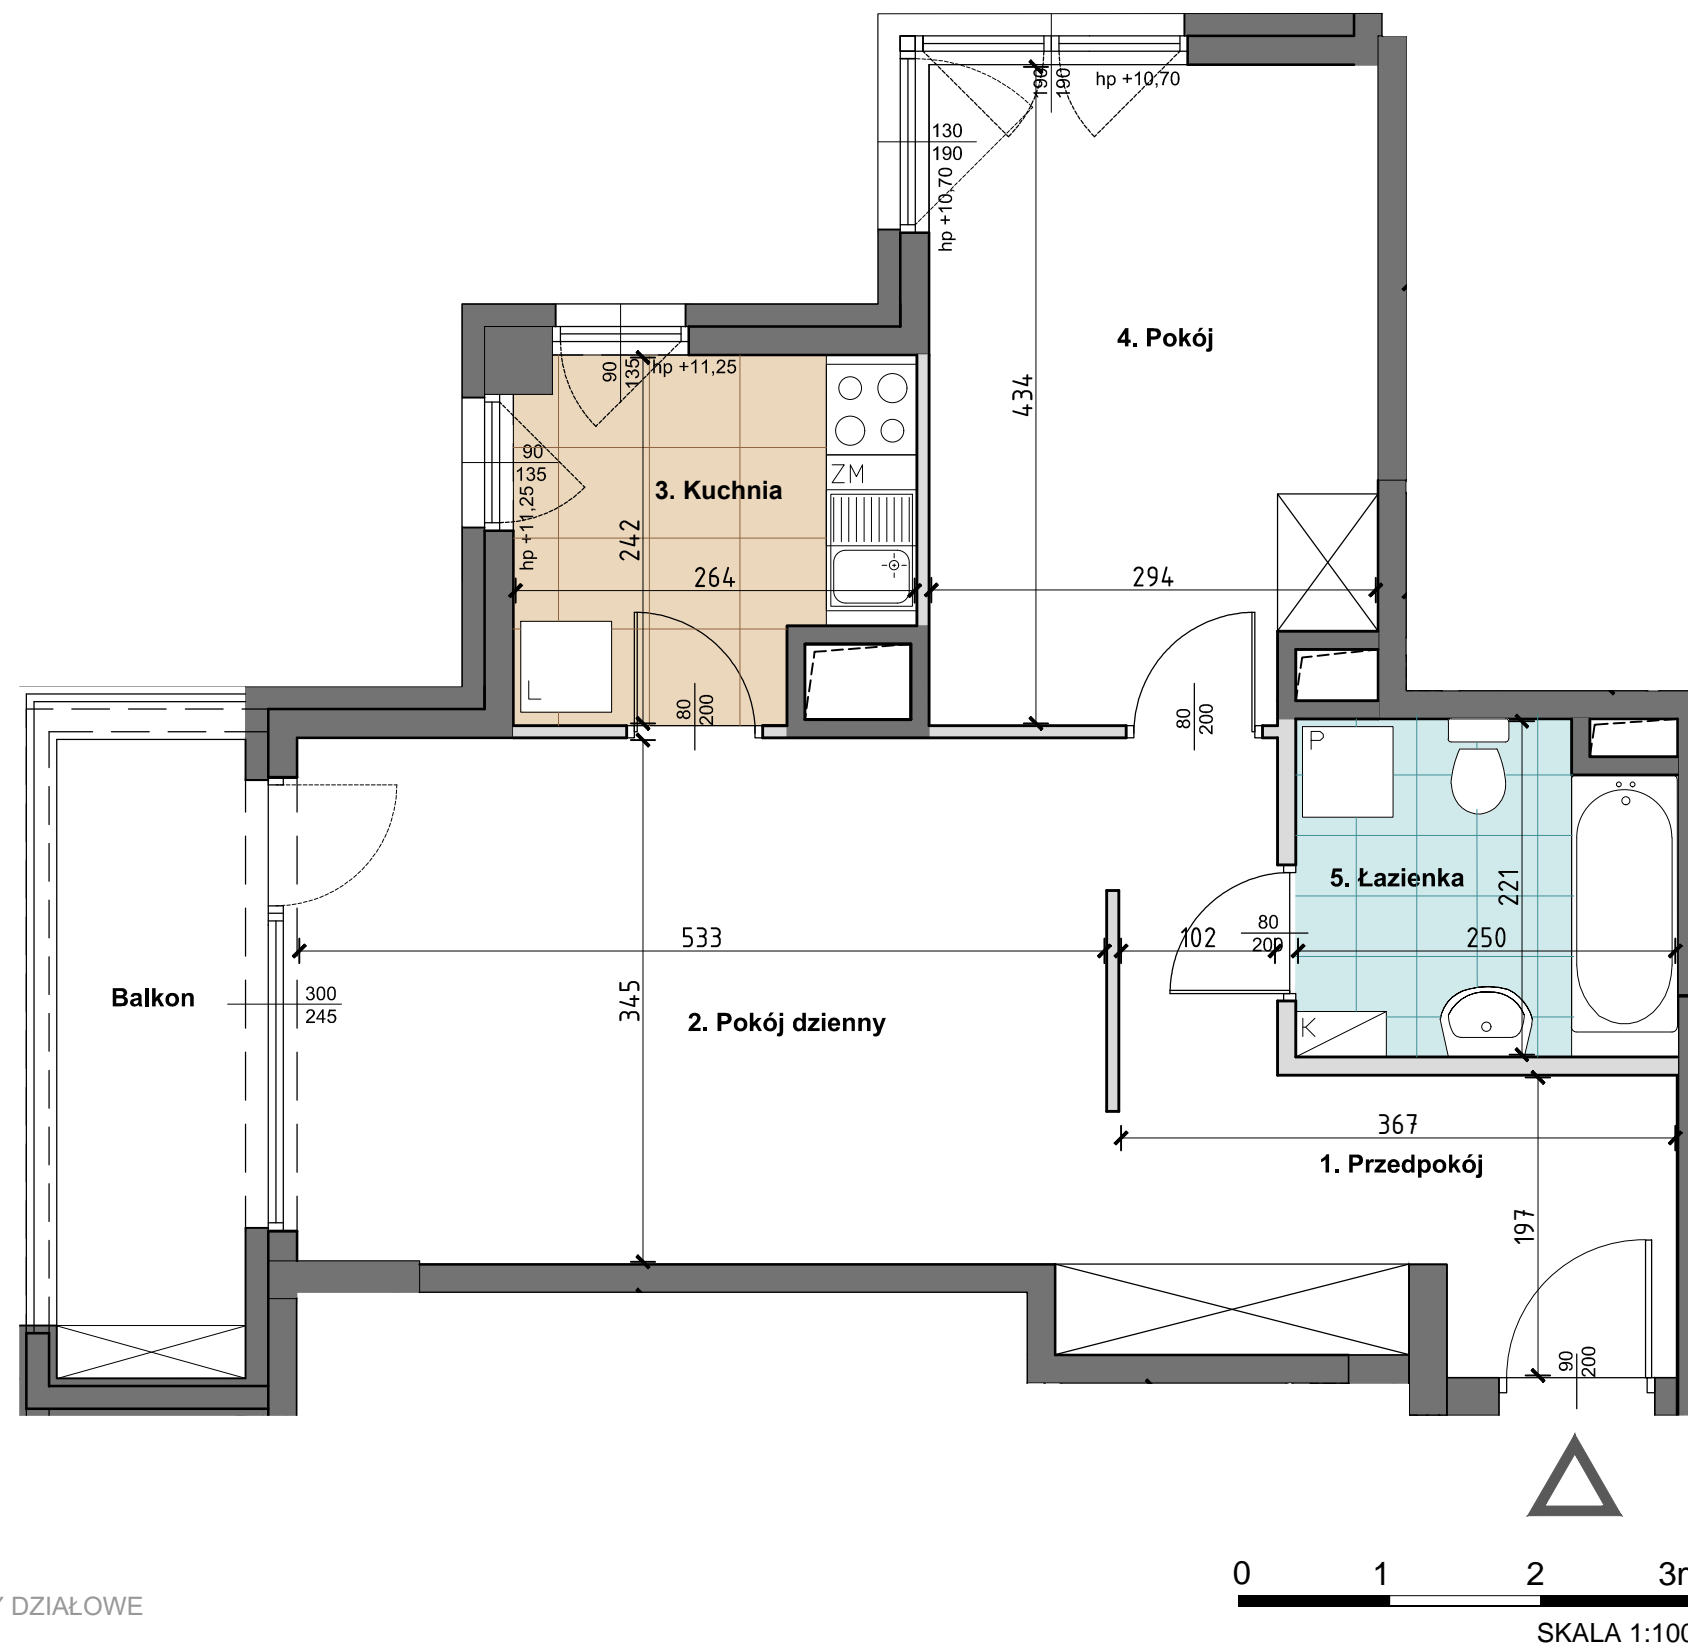 190
190
hp +10,70
130
190
hp +10,70
4. Pokój
434
90
135
hp +11,25
90
135
hp +11,25
ZM
3. Kuchnia
242
264
294
L
80
200
80
200
P
5. Łazienka
221
533
102
80
200
250
Balkon
300
245
345
2. Pokój dzienny
K
367
1. Przedpokój
197
90
200
0 1 2 3
SKALA 1:100
DZIAŁOWE